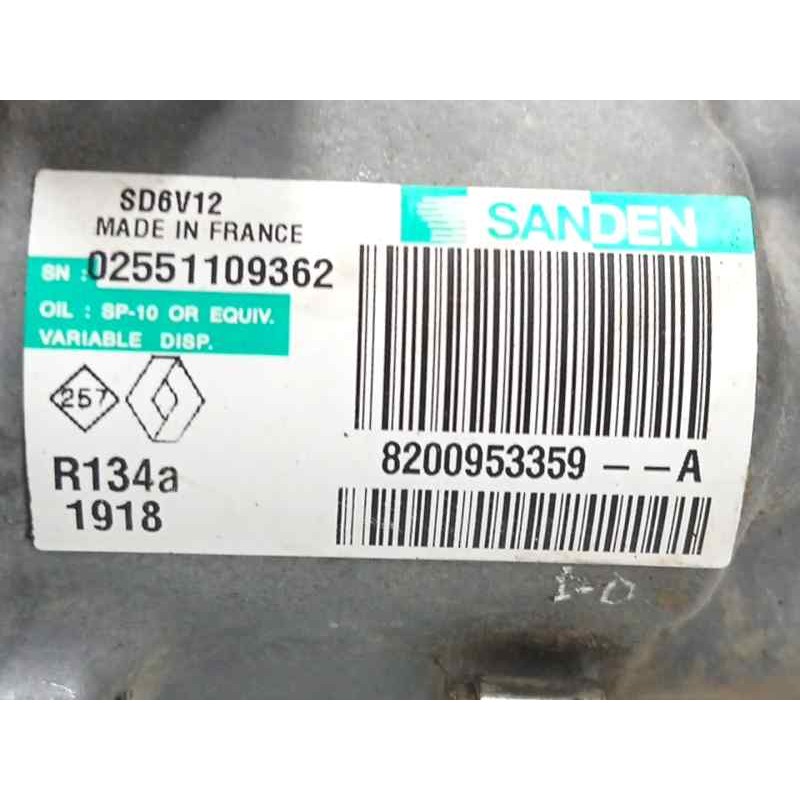 SD6V12
MADE IN FRANCE
SANDEN
SN : 02551109362
OIL : SP-10 OR EQUIV.
VARIABLE DISP.
257
8200953359 - - A
R134a
1918